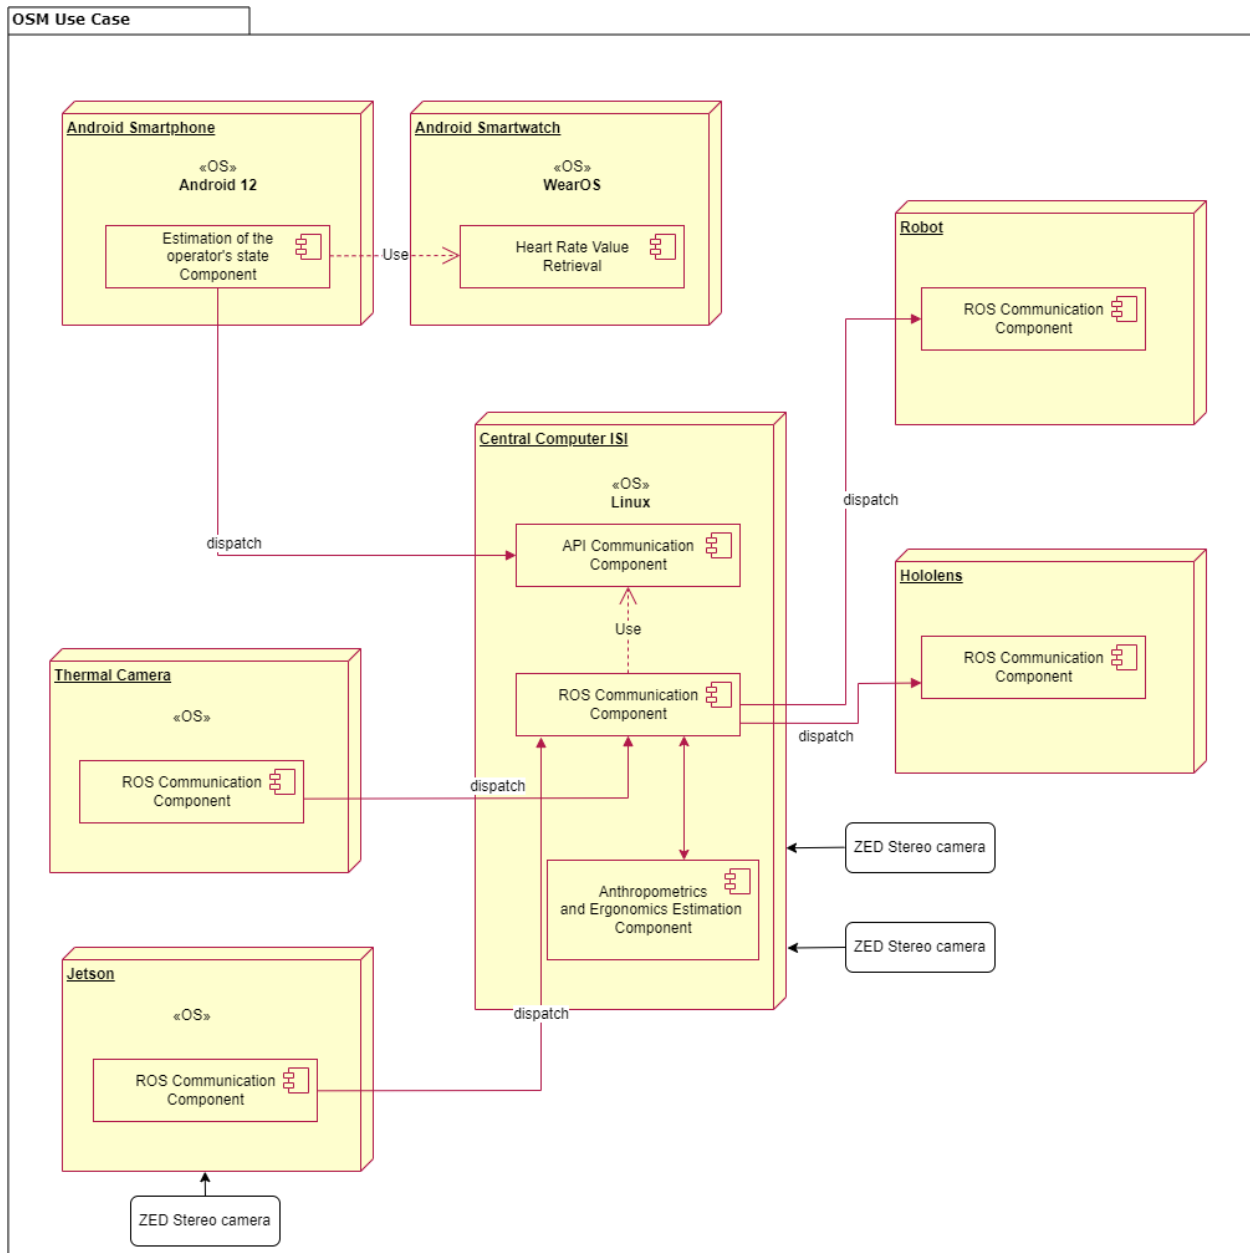 OSM Use Case
Android Smartphone
«OS»
Android 12
Estimation of the
operator's state
Component
Use
Android Smartwatch
«OS»
WearOS
Heart Rate Value
Retrieval
Robot
ROS Communication
Component
dispatch
Central Computer ISI
«OS»
Linux
API Communication
Component
dispatch
Use
ROS Communication
Component
Hololens
ROS Communication
Component
dispatch
Thermal Camera
«OS»
ROS Communication
Component
dispatch
Anthropometrics
and Ergonomics Estimation
Component
ZED Stereo camera
ZED Stereo camera
Jetson
«OS»
ROS Communication
Component
dispatch
ZED Stereo camera